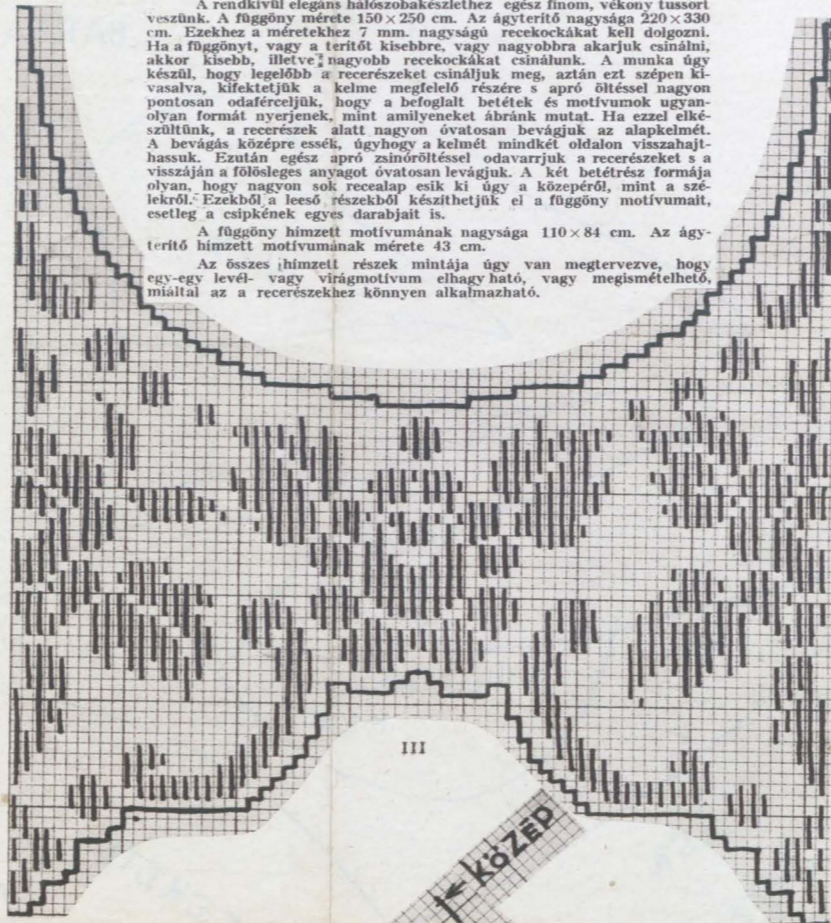 A rendkívül elegáns hálószobakészlethez egész finom, vékony tussort
veszünk. A függöny mérete 150 × 250 cm. Az ágyterítő nagysága 220 × 330
cm. Ezekhez a méretekhez 7 mm. nagyságú recekockákat kell dolgozni.
Ha a függönyt, vagy a terítőt kisebbre, vagy nagyobbra akarjuk csinálni,
akkor kisebb, illetve nagyobb recekockákat csinálunk. A munka úgy
készül, hogy legelőbb a recerészeket csináljuk meg, aztán ezt szépen ki-
vasalva, kifektetjük a kelme megfelelő részére s apró öltéssel nagyon
pontosan odaférceljük, hogy a befoglalt betétek és motívumok ugyan-
olyan formát nyerjenek, mint amilyeneket ábránk mutat. Ha ezzel elké-
szültünk, a recerészek alatt nagyon óvatosan bevágjuk az alapkelmét.
A bevágás középre essék, úgyhogy a kelmét mindkét oldalon visszahajt-
hassuk. Ezután egész apró zsinóröltéssel odavarrjuk a recerészeket s a
visszáján a fölösleges anyagot óvatosan levágjuk. A két betétrész formája
olyan, hogy nagyon sok recealap esik ki úgy a közepéről, mint a szé-
lekről. Ezekből a leeső részekből készíthetjük el a függöny motívumait,
esetleg a csipkének egyes darabjait is.
A függöny hímzett motívumának nagysága 110 × 84 cm. Az ágy-
terítő hímzett motívumának mérete 43 cm.
Az összes hímzett részek mintája úgy van megtervezve, hogy
egy-egy levél- vagy virágmotívum elhagyható, vagy megismételhető,
miáltal az a recerészekhez könnyen alkalmazható.
III
← KÖZÉP